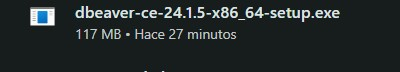 dbeaver-ce-24.1.5-x86_64-setup.exe
117 MB • Hace 27 minutos